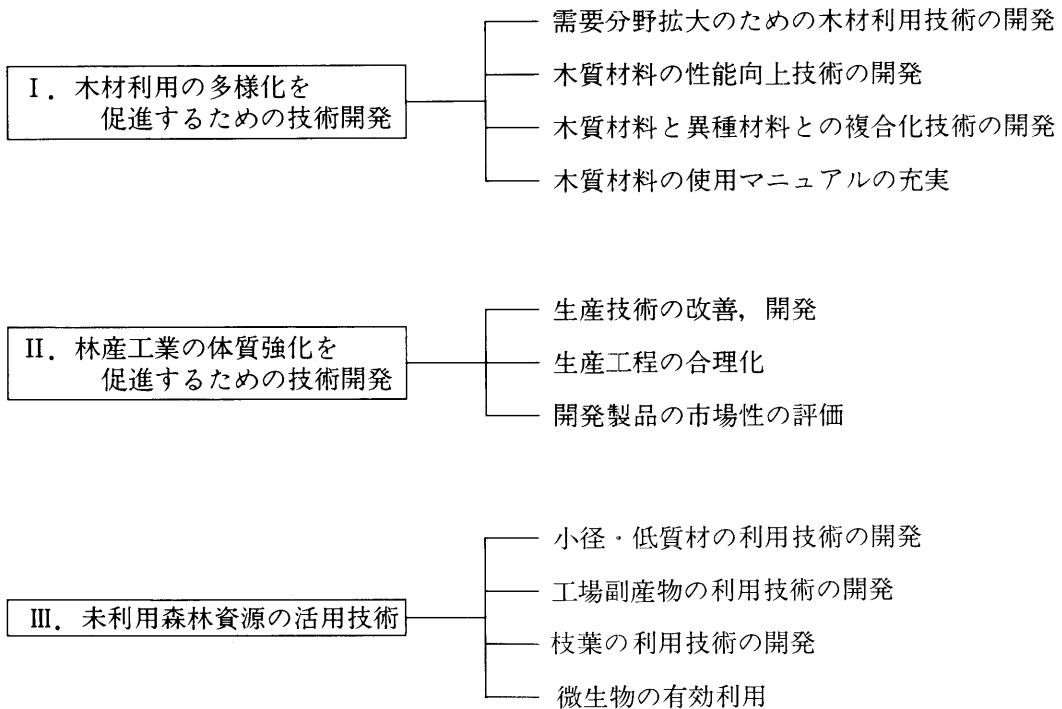 I．木材利用の多様化を
促進するための技術開発
需要分野拡大のための木材利用技術の開発
木質材料の性能向上技術の開発
木質材料と異種材料との複合化技術の開発
木質材料の使用マニュアルの充実
II．林産工業の体質強化を
促進するための技術開発
生産技術の改善，開発
生産工程の合理化
開発製品の市場性の評価
III．未利用森林資源の活用技術
小径・低質材の利用技術の開発
工場副産物の利用技術の開発
枝葉の利用技術の開発
微生物の有効利用